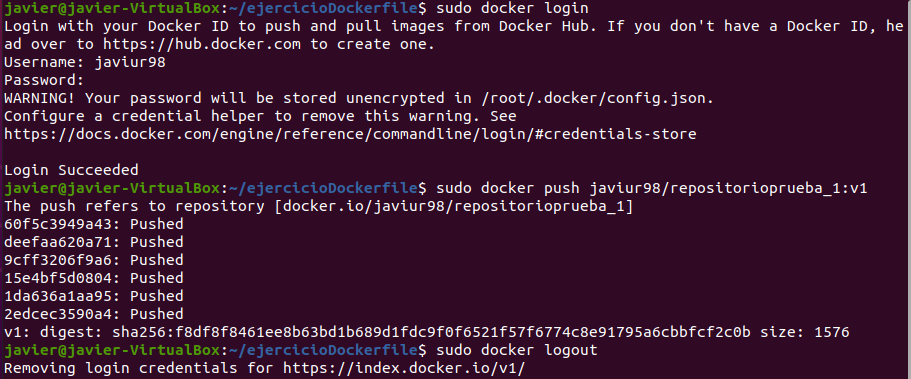 javier@javier-VirtualBox:~/ejercicioDockerfile$ sudo docker login
Login with your Docker ID to push and pull images from Docker Hub. If you don't have a Docker ID, he
ad over to https://hub.docker.com to create one.
Username: javiur98
Password:
WARNING! Your password will be stored unencrypted in /root/.docker/config.json.
Configure a credential helper to remove this warning. See
https://docs.docker.com/engine/reference/commandline/login/#credentials-store
Login Succeeded
javier@javier-VirtualBox:~/ejercicioDockerfile$ sudo docker push javiur98/repositorioprueba_1:v1
The push refers to repository [docker.io/javiur98/repositorioprueba_1]
60f5c3949a43: Pushed
deefaa620a71: Pushed
9cff3206f9a6: Pushed
15e4bf5d0804: Pushed
1da636a1aa95: Pushed
2edcec3590a4: Pushed
v1: digest: sha256:f8df8f8461ee8b63bd1b689d1fdc9f0f6521f57f6774c8e91795a6cbbfcf2c0b size: 1576
javier@javier-VirtualBox:~/ejercicioDockerfile$ sudo docker logout
Removing login credentials for https://index.docker.io/v1/